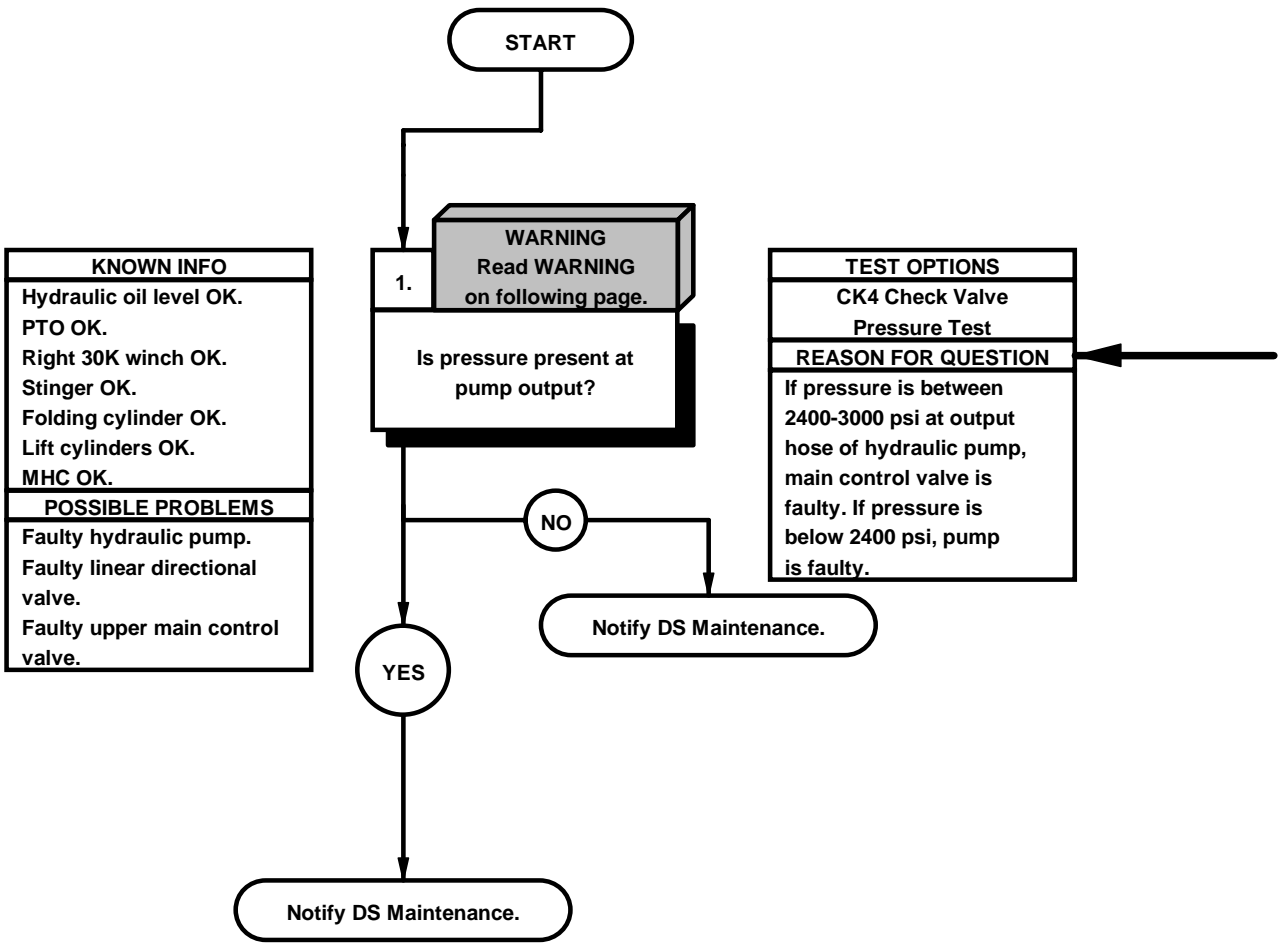 START
WARNING
Read WARNING
on following page.
1.
Is pressure present at
pump output?
KNOWN INFO
Hydraulic oil level OK.
PTO OK.
Right 30K winch OK.
Stinger OK.
Folding cylinder OK.
Lift cylinders OK.
MHC OK.
POSSIBLE PROBLEMS
Faulty hydraulic pump.
Faulty linear directional
valve.
Faulty upper main control
valve.
TEST OPTIONS
CK4 Check Valve
Pressure Test
REASON FOR QUESTION
If pressure is between
2400-3000 psi at output
hose of hydraulic pump,
main control valve is
faulty. If pressure is
below 2400 psi, pump
is faulty.
NO
Notify DS Maintenance.
YES
Notify DS Maintenance.